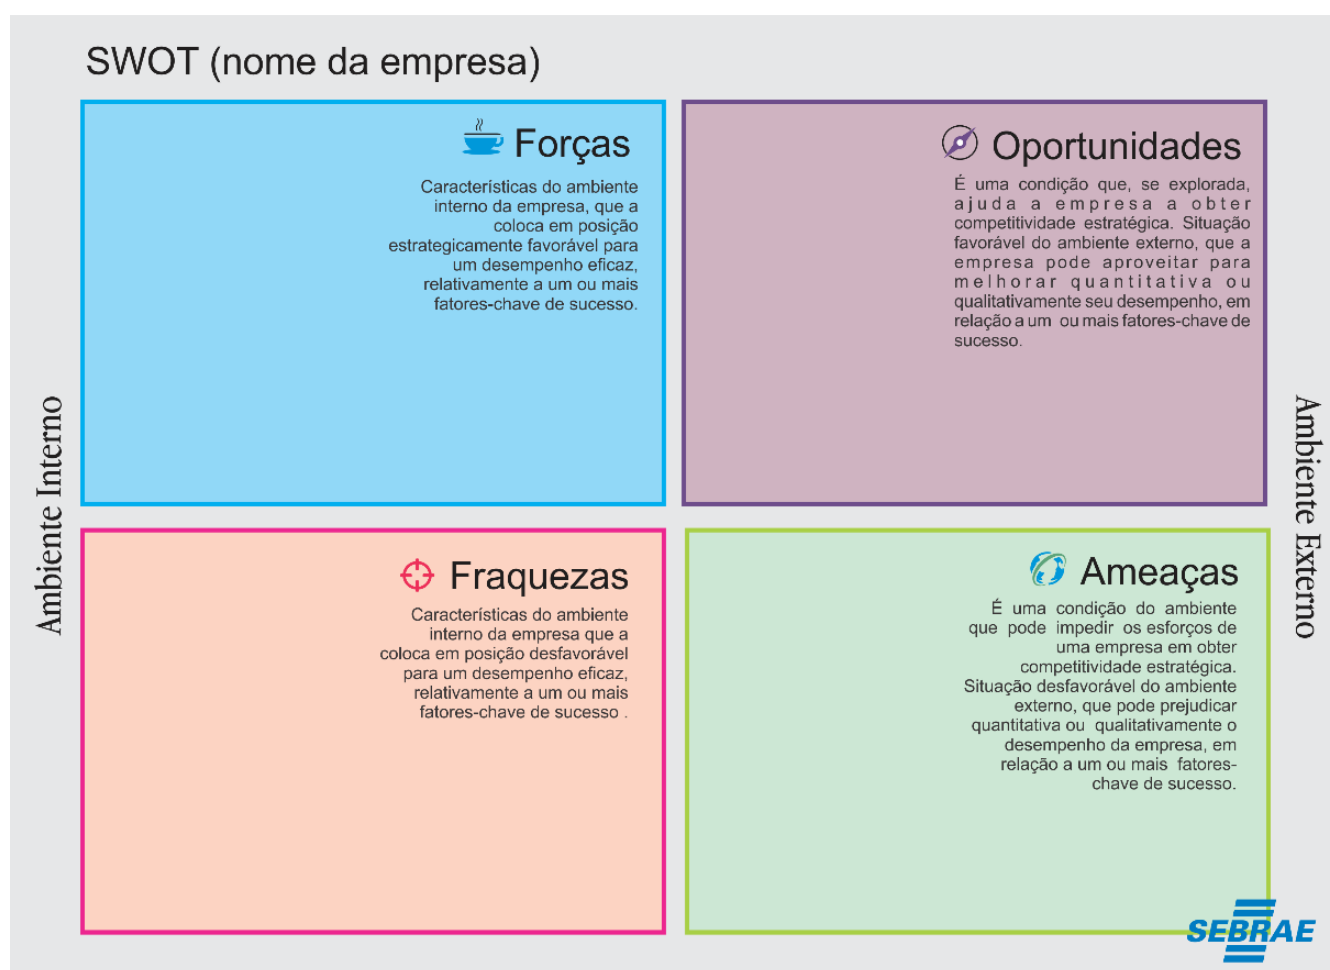 SWOT (nome da empresa)
Forças
Características do ambiente
interno da empresa, que a
coloca em posição
estrategicamente favorável para
um desempenho eficaz,
relativamente a um ou mais
fatores-chave de sucesso.
Oportunidades
É uma condição que, se explorada,
ajuda a empresa a obter
competitividade estratégica. Situação
favorável do ambiente externo, que a
empresa pode aproveitar para
melhorar quantitativa ou
qualitativamente seu desempenho, em
relação a um ou mais fatores-chave de
sucesso.
Ambiente Interno
Ambiente Externo
Fraquezas
Características do ambiente
interno da empresa que a
coloca em posição desfavorável
para um desempenho eficaz,
relativamente a um ou mais
fatores-chave de sucesso .
Ameaças
É uma condição do ambiente
que pode impedir os esforços de
uma empresa em obter
competitividade estratégica.
Situação desfavorável do ambiente
externo, que pode prejudicar
quantitativa ou qualitativamente o
desempenho da empresa, em
relação a um ou mais fatores-
chave de sucesso.
SEBRAE